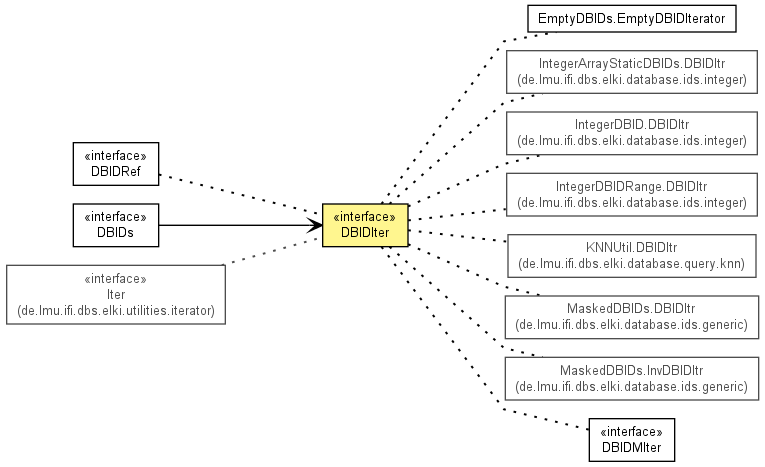 «interface»
DBIDRef
«interface»
DBIDs
«interface»
Iter
(de.lmu.ifi.dbs.elki.utilities.iterator)
«interface»
DBIDIter
EmptyDBIDs.EmptyDBIDIterator
IntegerArrayStaticDBIDs.DBIDItr
(de.lmu.ifi.dbs.elki.database.ids.integer)
IntegerDBID.DBIDItr
(de.lmu.ifi.dbs.elki.database.ids.integer)
IntegerDBIDRange.DBIDItr
(de.lmu.ifi.dbs.elki.database.ids.integer)
KNNUtil.DBIDItr
(de.lmu.ifi.dbs.elki.database.query.knn)
MaskedDBIDs.DBIDItr
(de.lmu.ifi.dbs.elki.database.ids.generic)
MaskedDBIDs.InvDBIDItr
(de.lmu.ifi.dbs.elki.database.ids.generic)
«interface»
DBIDMIter